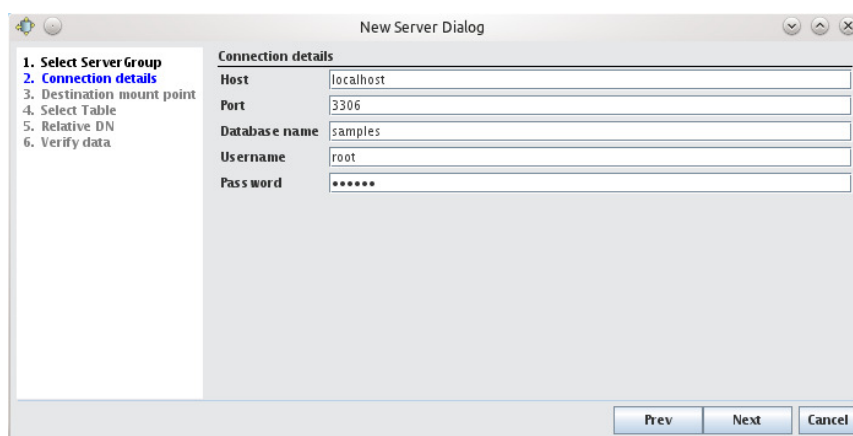 New Server Dialog
1. Select Server Group
2. Connection details
3. Destination mount point
4. Select Table
5. Relative DN
6. Verify data
Connection details
Host localhost
Port 3306
Database name samples
Username root
Password ••••••
Prev Next Cancel